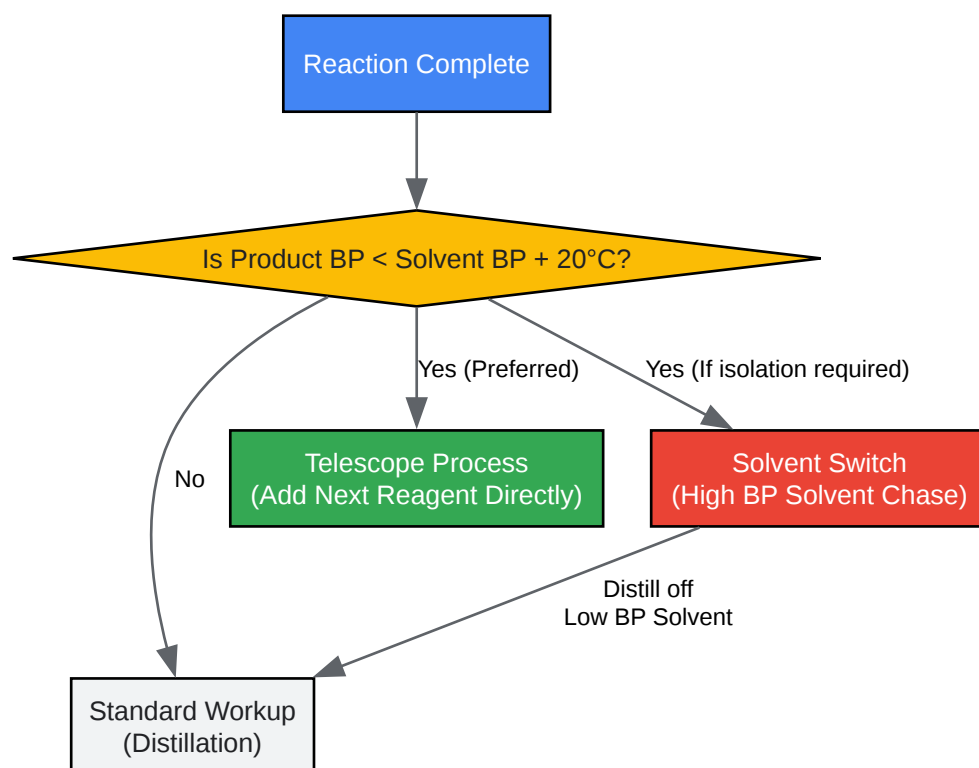 Reaction Complete
Is Product BP < Solvent BP + 20°C?
Yes (Preferred)
Yes (If isolation required)
No
Telescope Process
(Add Next Reagent Directly)
Solvent Switch
(High BP Solvent Chase)
Distill off
Low BP Solvent
Standard Workup
(Distillation)